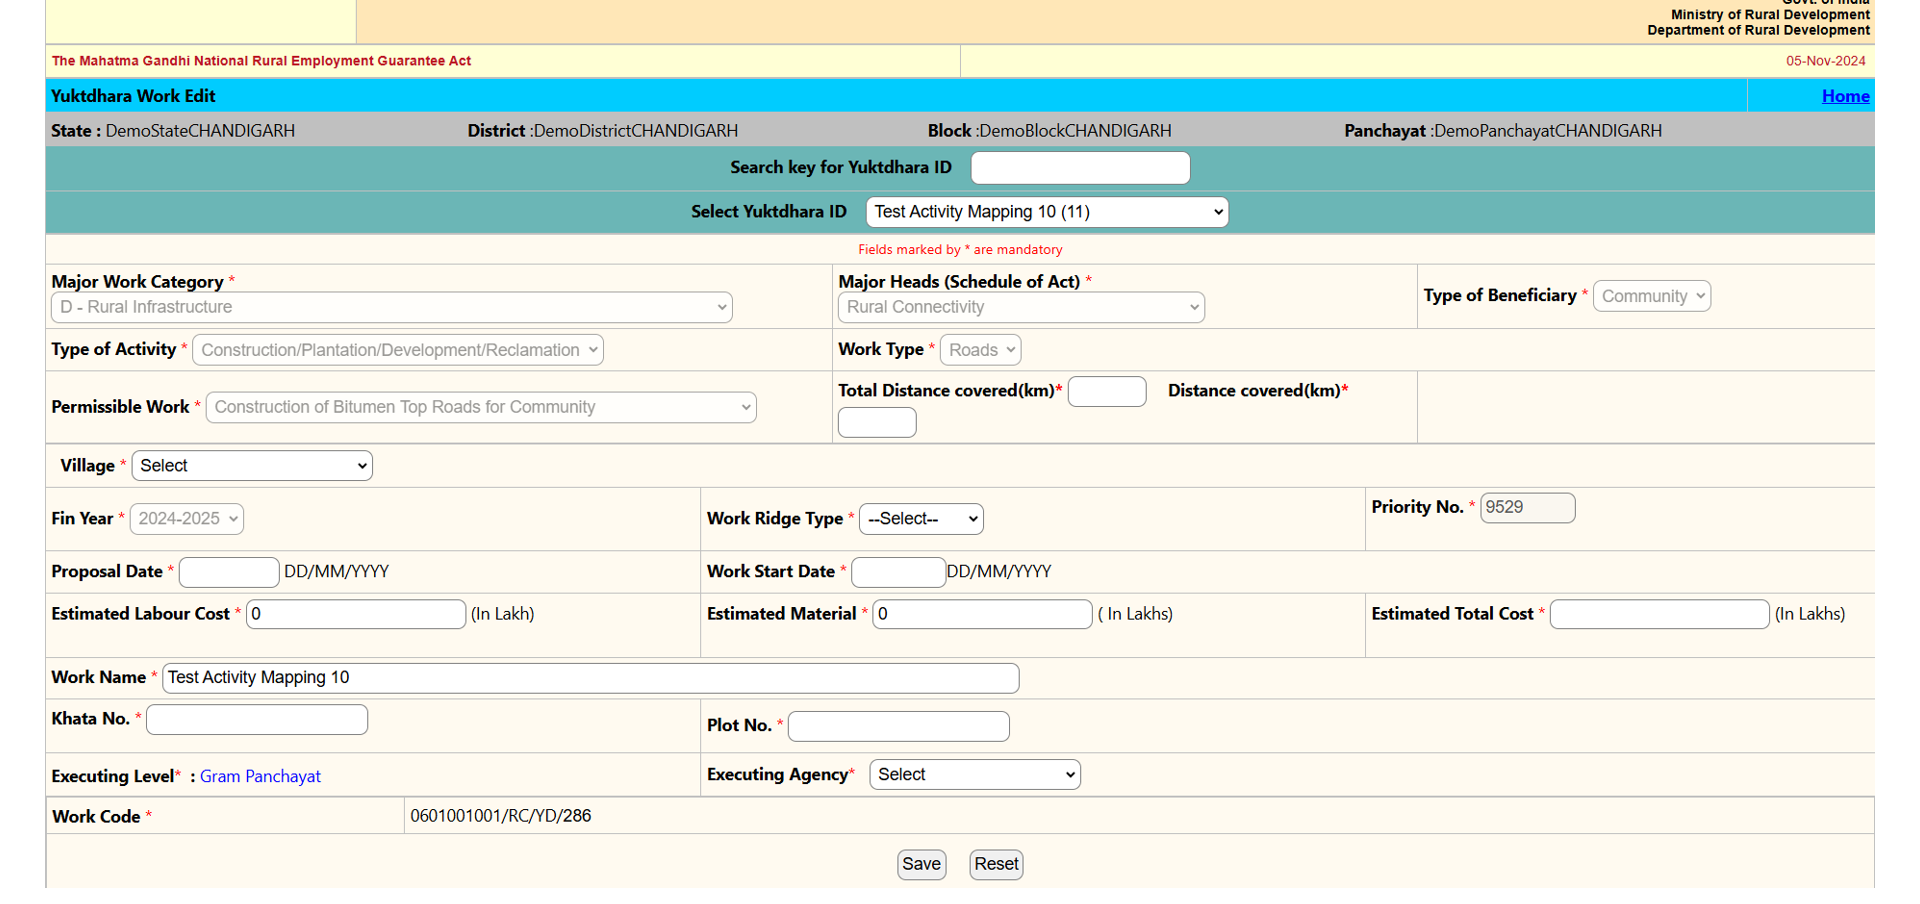 Govt. of India
Ministry of Rural Development
Department of Rural Development
The Mahatma Gandhi National Rural Employment Guarantee Act 05-Nov-2024
Yuktdhara Work Edit Home
State : DemoStateCHANDIGARH District :DemoDistrictCHANDIGARH Block :DemoBlockCHANDIGARH Panchayat :DemoPanchayatCHANDIGARH
Search key for Yuktdhara ID
Select Yuktdhara ID Test Activity Mapping 10 (11)
Fields marked by * are mandatory
Major Work Category * Major Heads (Schedule of Act) *
D - Rural Infrastructure Rural Connectivity Type of Beneficiary * Community
Type of Activity * Construction/Plantation/Development/Reclamation Work Type * Roads
Permissible Work * Construction of Bitumen Top Roads for Community Total Distance covered(km)* Distance covered(km)*
Village * Select
Fin Year * 2024-2025 Work Ridge Type * --Select-- Priority No. * 9529
Proposal Date * DD/MM/YYYY Work Start Date * DD/MM/YYYY
Estimated Labour Cost * 0 (In Lakh) Estimated Material * 0 ( In Lakhs) Estimated Total Cost * (In Lakhs)
Work Name * Test Activity Mapping 10
Khata No. * Plot No. *
Executing Level* : Gram Panchayat Executing Agency* Select
Work Code * 0601001001/RC/YD/286
Save Reset